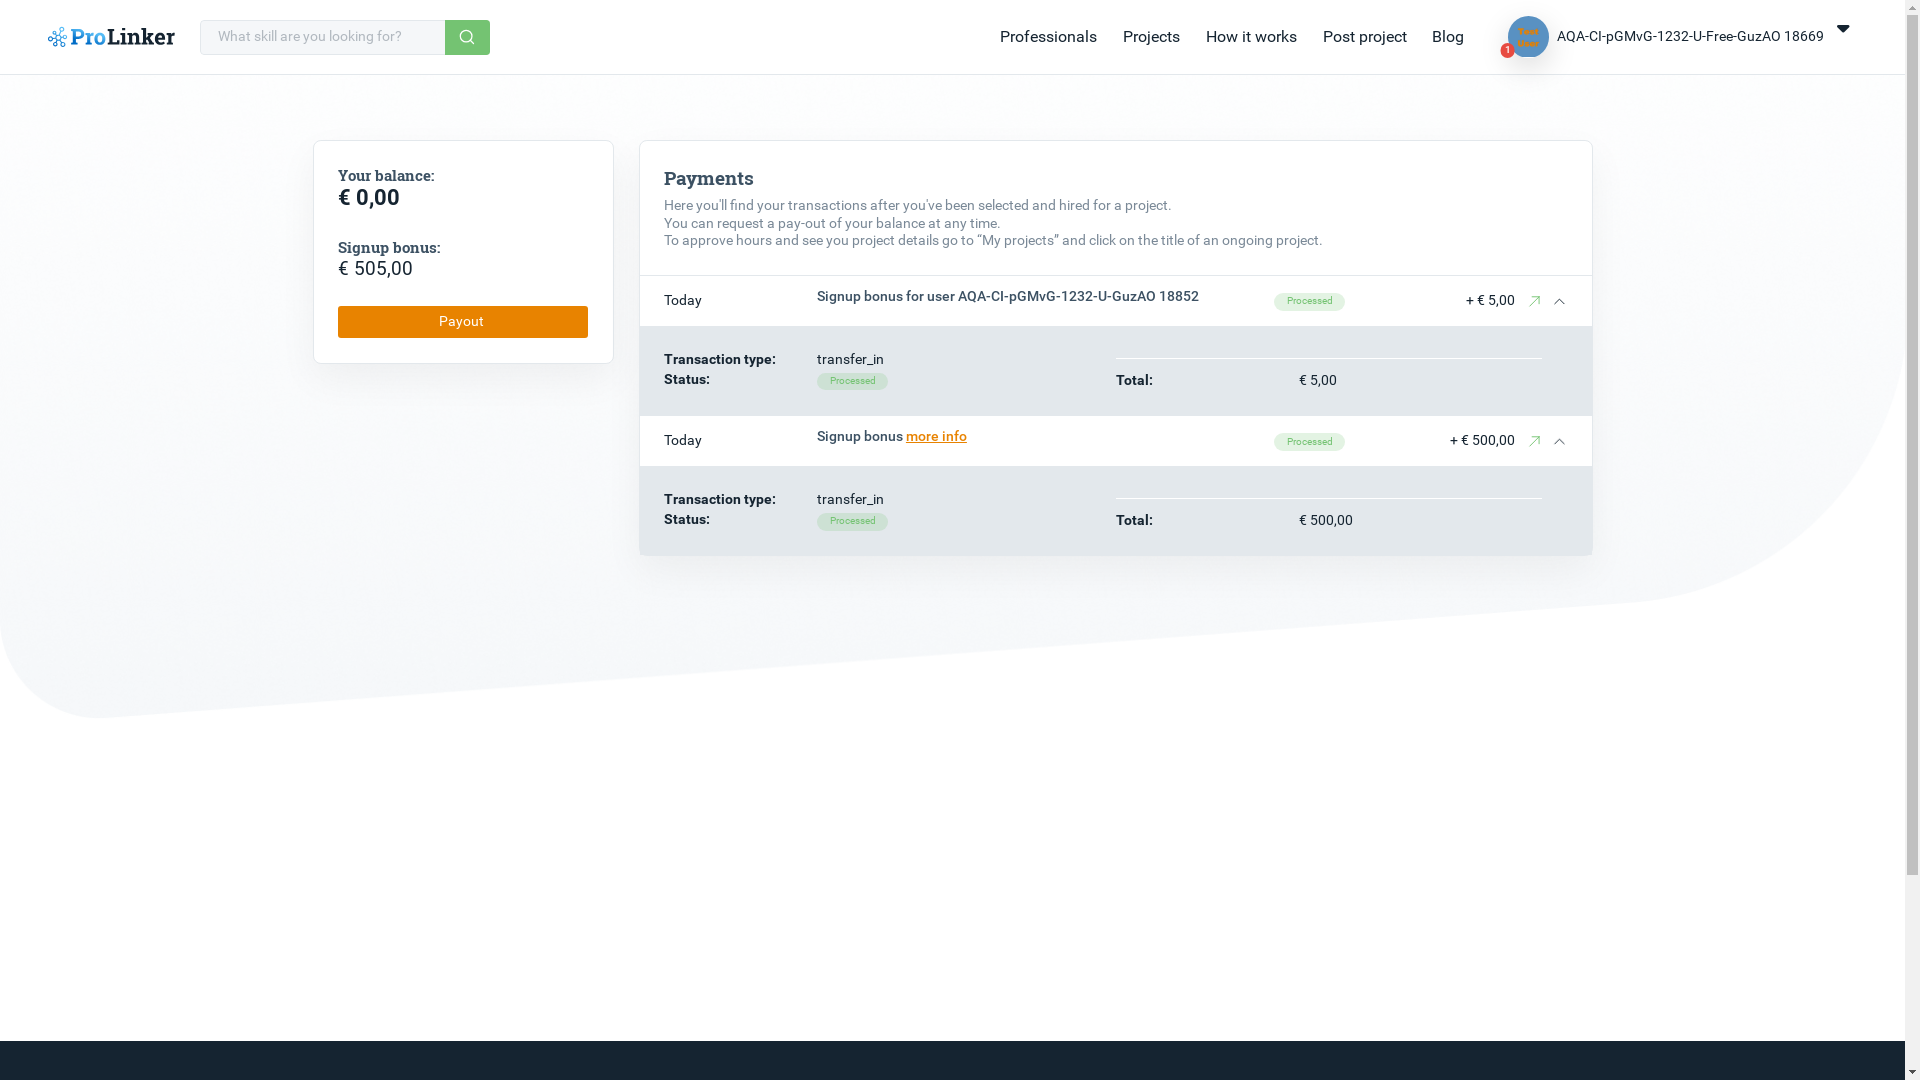 ProLinker
What skill are you looking for?
Professionals
Projects
How it works
Post project
Blog
Test
User
1
AQA-CI-pGMvG-1232-U-Free-GuzAO 18669
Your balance:
€ 0,00
Signup bonus:
€ 505,00
Payout
Payments
Here you'll find your transactions after you've been selected and hired for a project.
You can request a pay-out of your balance at any time.
To approve hours and see you project details go to “My projects” and click on the title of an ongoing project.
Today Signup bonus for user AQA-CI-pGMvG-1232-U-GuzAO 18852 Processed + € 5,00
Transaction type: transfer_in
Status: Processed Total: € 5,00
Today Signup bonus more info Processed + € 500,00
Transaction type: transfer_in
Status: Processed Total: € 500,00